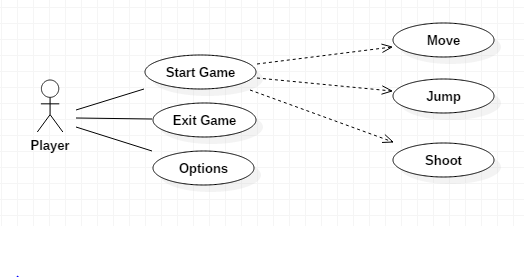 Move
Start Game
Jump
Exit Game
Player
Shoot
Options